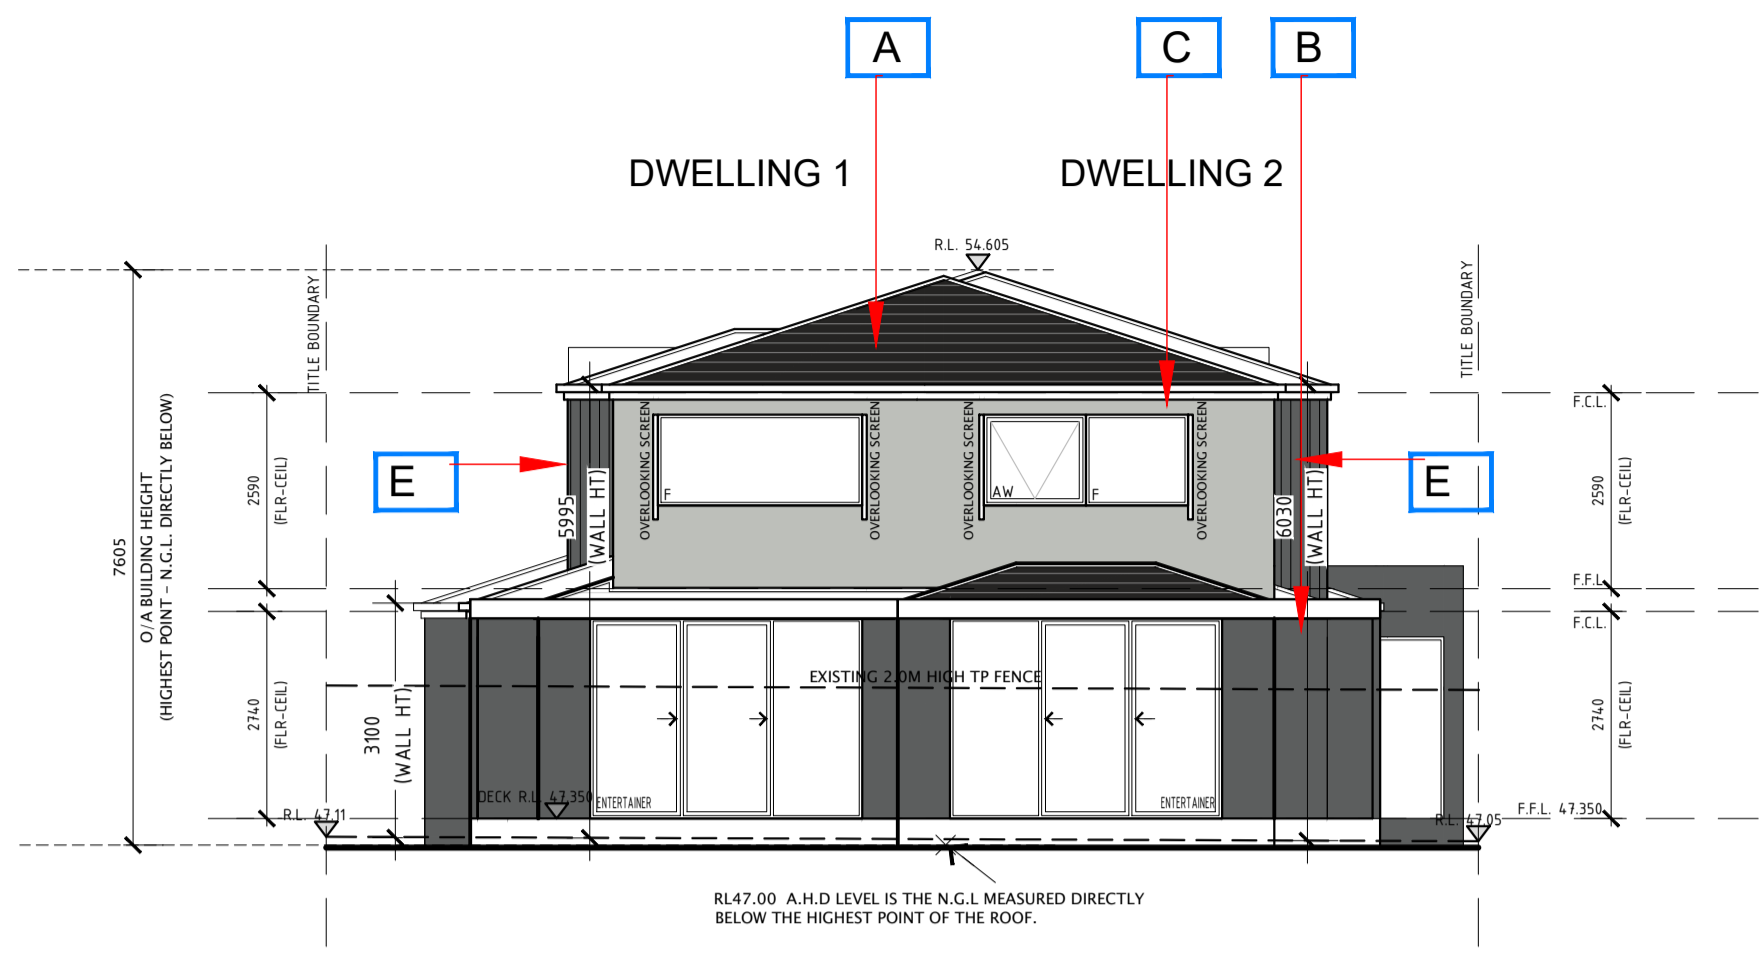 A
C
B
DWELLING 1
DWELLING 2
R.L. 54.605
TITLE BOUNDARY
TITLE BOUNDARY
7605
O/A BUILDING HEIGHT
(HIGHEST POINT - N.G.L. DIRECTLY BELOW)
2590
(FLR-CEIL)
E
5995
(WALL HT)
OVERLOOKING SCREEN
F
OVERLOOKING SCREEN
OVERLOOKING SCREEN
AW
F
OVERLOOKING SCREEN
6030
(WALL HT)
E
F.C.L.
2590
(FLR-CEIL)
F.F.L.
F.C.L.
2740
(FLR-CEIL)
3100
(WALL HT)
EXISTING 2.0M HIGH TP FENCE
2740
(FLR-CEIL)
DECK R.L. 47.350
ENTERTAINER
ENTERTAINER
R.L. 47.11
R.L. 47.05
F.F.L. 47.350
RL47.00 A.H.D LEVEL IS THE N.G.L MEASURED DIRECTLY
BELOW THE HIGHEST POINT OF THE ROOF.